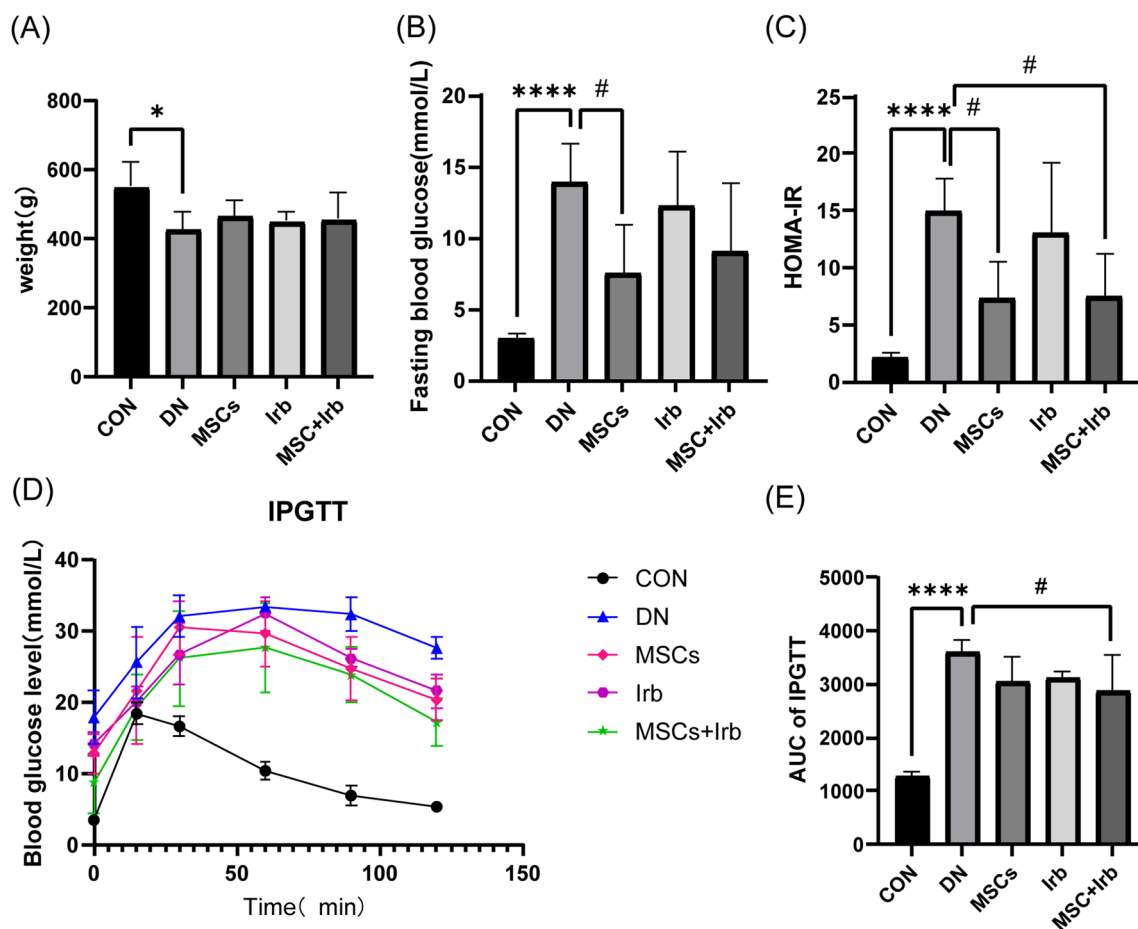 (A)
weight(g)
800
600
400
200
0
*
CON
DN
MSCs
Irb
MSC+Irb
(B)
Fasting blood glucose(mmol/L)
20
15
10
5
0
****
#
CON
DN
MSCs
Irb
MSC+Irb
(C)
HOMA-IR
25
20
15
10
5
0
****
#
#
CON
DN
MSCs
Irb
MSC+Irb
(D)
IPGTT
Blood glucose level(mmol/L)
40
30
20
10
0
0
50
100
150
Time( min)
CON
DN
MSCs
Irb
MSCs+Irb
(E)
AUC of IPGTT
5000
4000
3000
2000
1000
0
****
#
CON
DN
MSCs
Irb
MSC+Irb